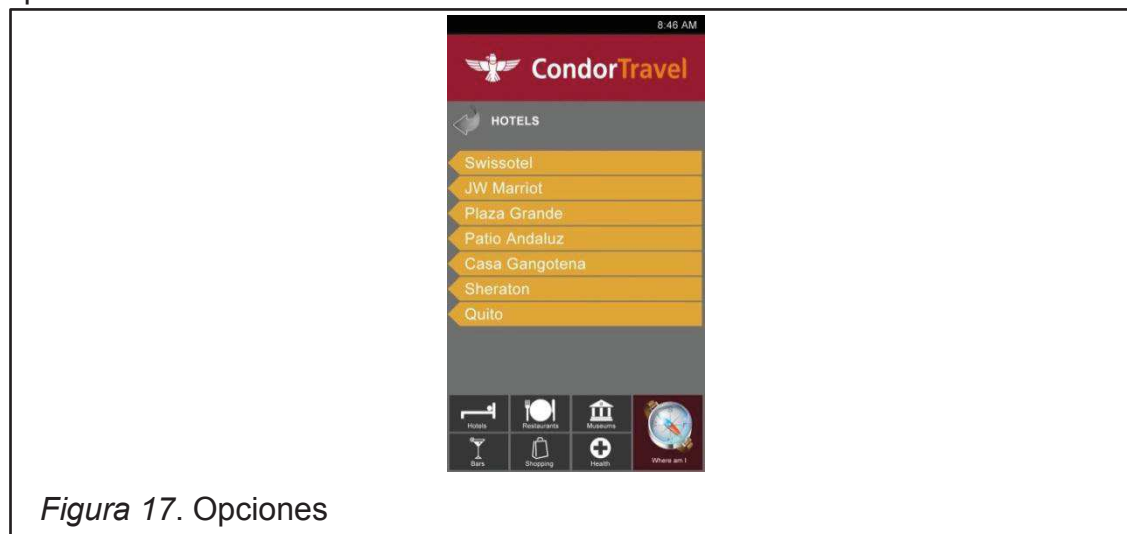 8:46 AM
CondorTravel
HOTELS
Swissotel
JW Marriot
Plaza Grande
Patio Andaluz
Casa Gangotena
Sheraton
Quito
Hotels Restaurants Museums
Bars Shopping Health Where am I
Figura 17. Opciones